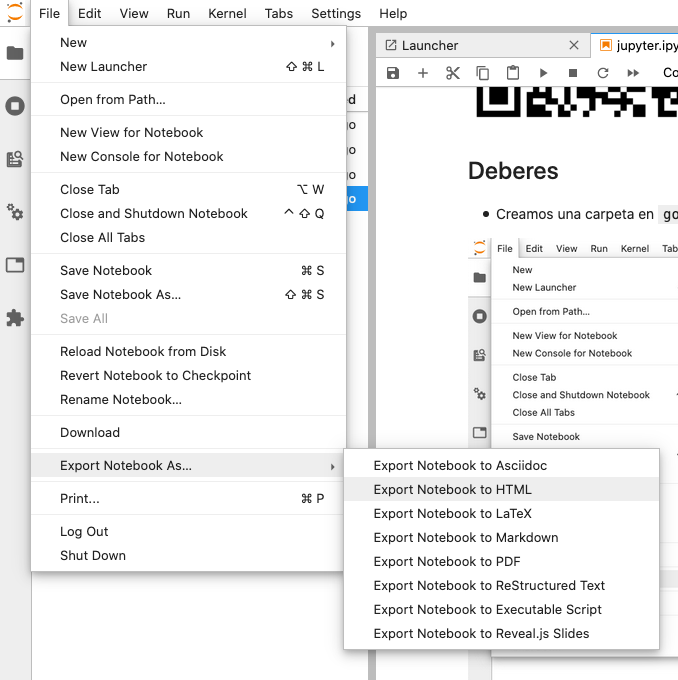 File Edit View Run Kernel Tabs Settings Help
New
New Launcher ⇧ ⌘ L
Open from Path…
New View for Notebook
New Console for Notebook
Close Tab ⌥ W
Close and Shutdown Notebook ^ ⇧ Q
Close All Tabs
Save Notebook ⌘ S
Save Notebook As… ⇧ ⌘ S
Save All
Reload Notebook from Disk
Revert Notebook to Checkpoint
Rename Notebook…
Download
Export Notebook As…
Print… ⌘ P
Log Out
Shut Down
Export Notebook to Asciidoc
Export Notebook to HTML
Export Notebook to LaTeX
Export Notebook to Markdown
Export Notebook to PDF
Export Notebook to ReStructured Text
Export Notebook to Executable Script
Export Notebook to Reveal.js Slides
ed
go
go
go
go
Launcher
jupyter.ipy
Co
Deberes
• Creamos una carpeta en go
File Edit View Run Kernel Tab
New
New Launcher
Open from Path…
New View for Notebook
New Console for Notebook
Close Tab
Close and Shutdown Notebook
Close All Tabs
Save Notebook